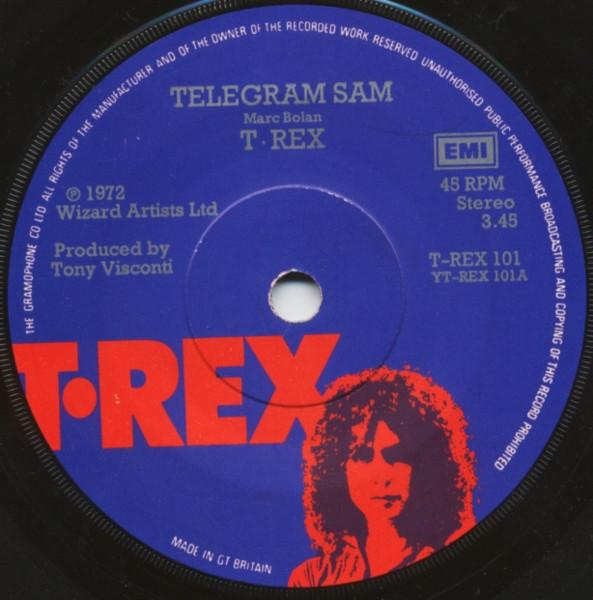 THE GRAMOPHONE CO LTD ALL RIGHTS OF THE MANUFACTURER AND OF THE OWNER OF THE RECORDED WORK RESERVED UNAUTHORISED PUBLIC PERFORMANCE BROADCASTING AND COPYING OF THIS RECORD PROHIBITED
TELEGRAM SAM
Marc Bolan
T·REX
EMI
℗ 1972
Wizard Artists Ltd
45 RPM
Stereo
3.45
Produced by
Tony Visconti
T-REX 101
YT-REX 101A
T·REX
MADE IN GT BRITAIN